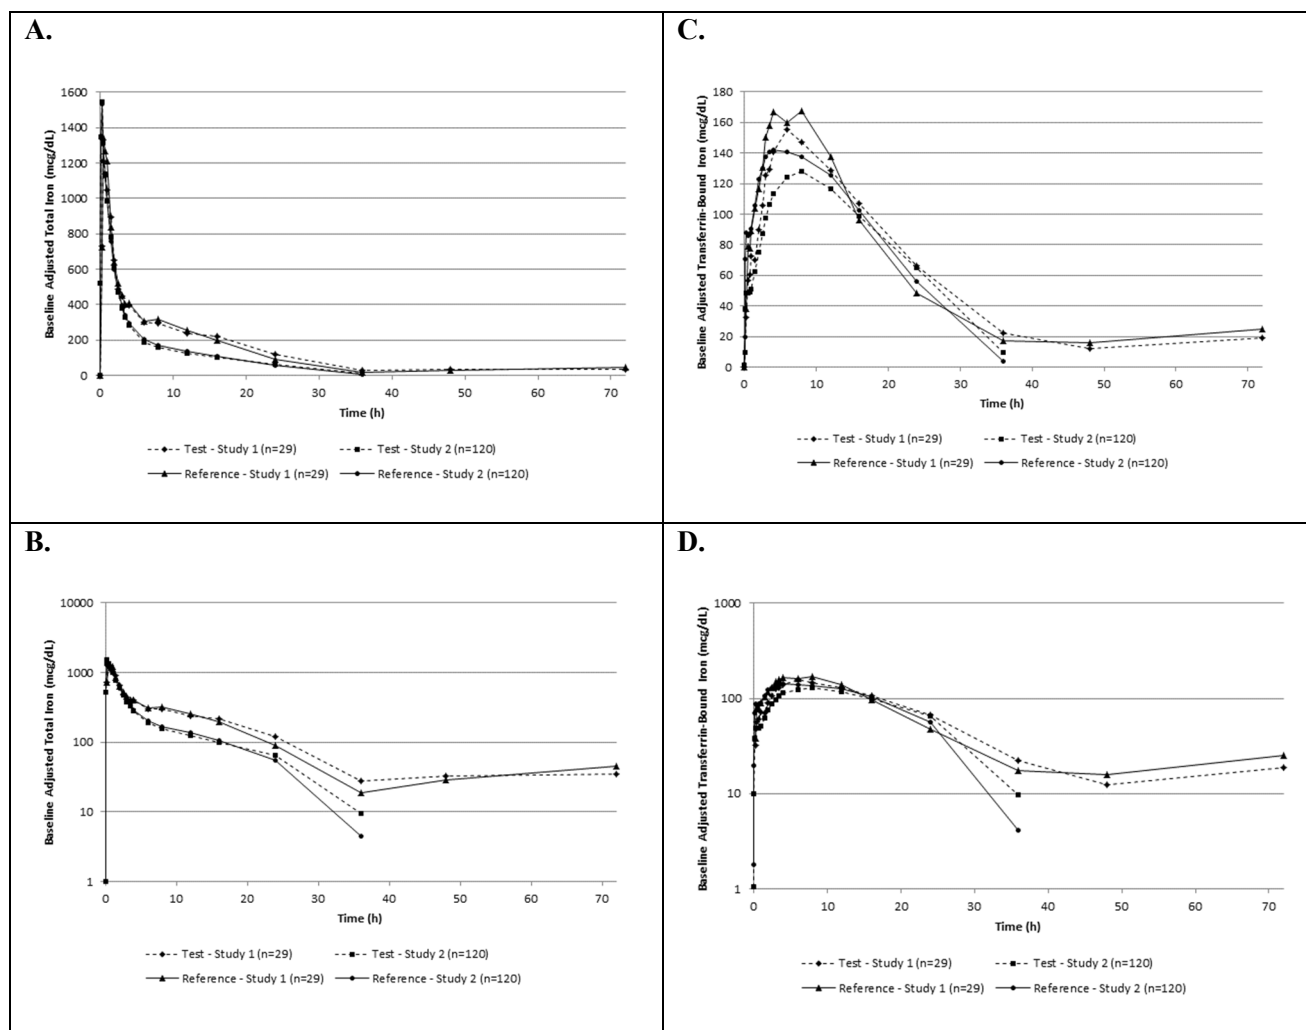 A.
Baseline Adjusted Total Iron (mcg/dL)
1600
1400
1200
1000
800
600
400
200
0
0 10 20 30 40 50 60 70
Time (h)
Test - Study 1 (n=29) Test - Study 2 (n=120)
Reference - Study 1 (n=29) Reference - Study 2 (n=120)
C.
Baseline Adjusted Transferrin-Bound Iron (mcg/dL)
180
160
140
120
100
80
60
40
20
0
0 10 20 30 40 50 60 70
Time (h)
Test - Study 1 (n=29) Test - Study 2 (n=120)
Reference - Study 1 (n=29) Reference - Study 2 (n=120)
B.
Baseline Adjusted Total Iron (mcg/dL)
10000
1000
100
10
1
0 10 20 30 40 50 60 70
Time (h)
Test - Study 1 (n=29) Test - Study 2 (n=120)
Reference - Study 1 (n=29) Reference - Study 2 (n=120)
D.
Baseline Adjusted Transferrin-Bound Iron (mcg/dL)
1000
100
10
1
0 10 20 30 40 50 60 70
Time (h)
Test - Study 1 (n=29) Test - Study 2 (n=120)
Reference - Study 1 (n=29) Reference - Study 2 (n=120)